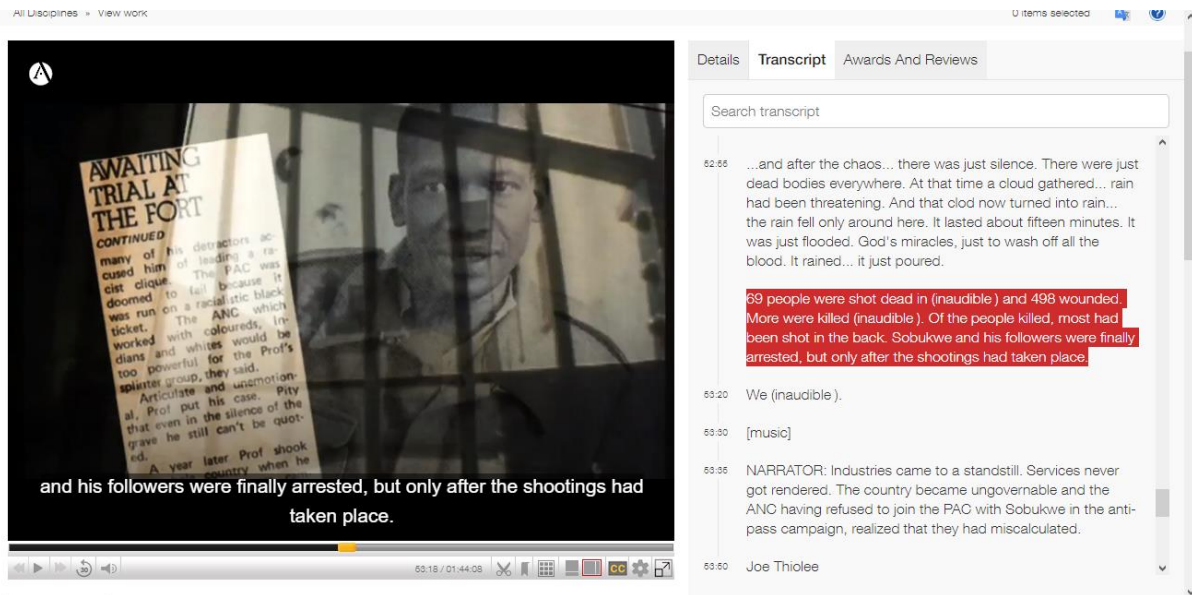 All Disciplines » View work
0 items selected
AWAITING
TRIAL AT
THE FORT
CONTINUED
many of his detractors ac-
cused him of leading a ra-
cist clique. The PAC was
doomed to fail because it
was run on a racialistic black
ticket. The ANC which
worked with coloureds, In-
dians and whites would be
too powerful for the Prof's
splinter group, they said.
Articulate and unemotion-
al, Prof put his case. Pity
that even in the silence of the
grave he still can't be quot-
ed.
A year later Prof shook
country when he
and his followers were finally arrested, but only after the shootings had
taken place.
30
53:18 / 01:44:08
CC
Details Transcript Awards And Reviews
Search transcript
52:56 ...and after the chaos... there was just silence. There were just
dead bodies everywhere. At that time a cloud gathered... rain
had been threatening. And that clod now turned into rain...
the rain fell only around here. It lasted about fifteen minutes. It
was just flooded. God's miracles, just to wash off all the
blood. It rained... it just poured.
69 people were shot dead in (inaudible ) and 498 wounded.
More were killed (inaudible ). Of the people killed, most had
been shot in the back. Sobukwe and his followers were finally
arrested, but only after the shootings had taken place.
53:20 We (inaudible ).
53:30 [music]
53:35 NARRATOR: Industries came to a standstill. Services never
got rendered. The country became ungovernable and the
ANC having refused to join the PAC with Sobukwe in the anti-
pass campaign, realized that they had miscalculated.
53:50 Joe Thiolee